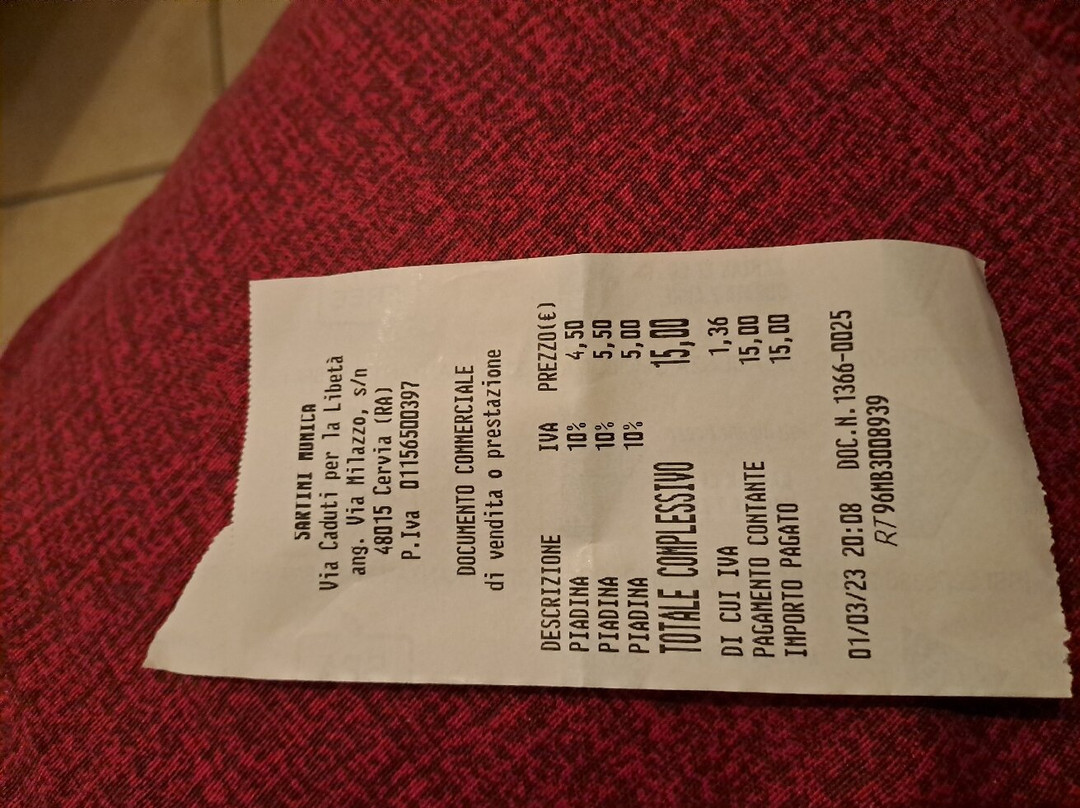 SARTINI MUNICA
Via Caduti per la Libetà
ang. Via Milazzo, s/n
48015 Cervia (RA)
P.Iva 01156500397
DOCUMENTO COMMERCIALE
di vendita o prestazione
DESCRIZIONE IVA PREZZO(€)
PIADINA 10% 4,50
PIADINA 10% 5,50
PIADINA 10% 5,00
TOTALE COMPLESSIVO 15,00
DI CUI IVA 1,36
PAGAMENTO CONTANTE 15,00
IMPORTO PAGATO 15,00
01/03/23 20:08 DOC.N.1366-0025
RT 96MB3008939